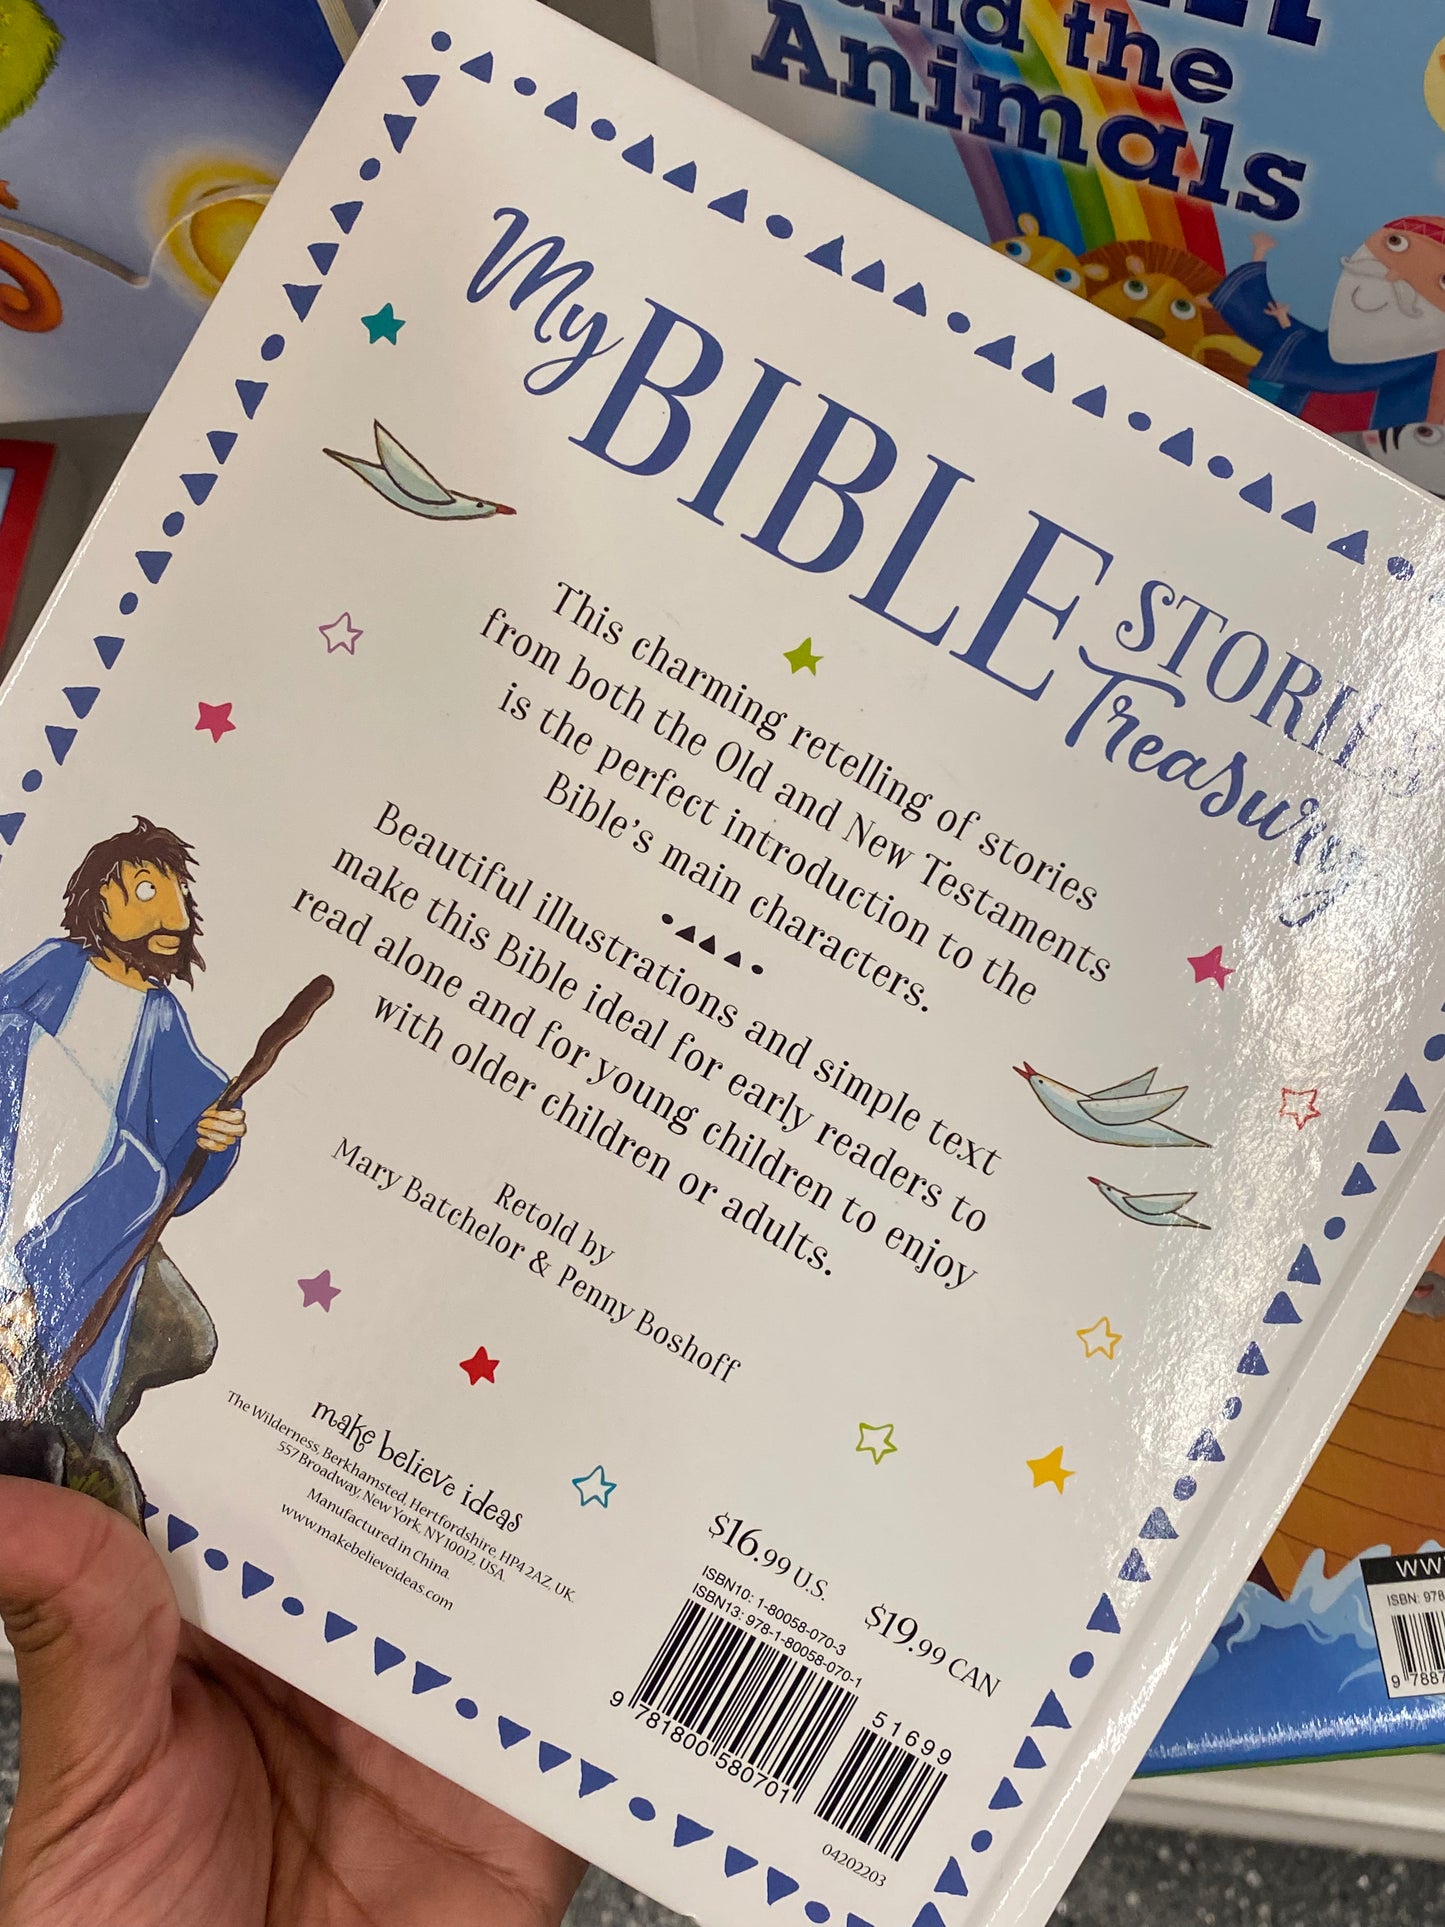 and the
Animals
My BIBLE STORIES
Treasury
This charming retelling of stories
from both the Old and New Testaments
is the perfect introduction to the
Bible's main characters.
Beautiful illustrations and simple text
make this Bible ideal for early readers to
read alone and for young children to enjoy
with older children or adults.
Retold by
Mary Batchelor & Penny Boshoff
make believe ideas
The Wilderness, Berkhamsted, Hertfordshire, HP4 2AZ, UK.
557 Broadway, New York, NY 10012, USA.
Manufactured in China.
www.makebelieveideas.com
$16.99 U.S.
$19.99 CAN
ISBN10: 1-80058-070-3
ISBN13: 978-1-80058-070-1
51699
9 781800 580701
04202203
WW
ISBN: 978
9 7887